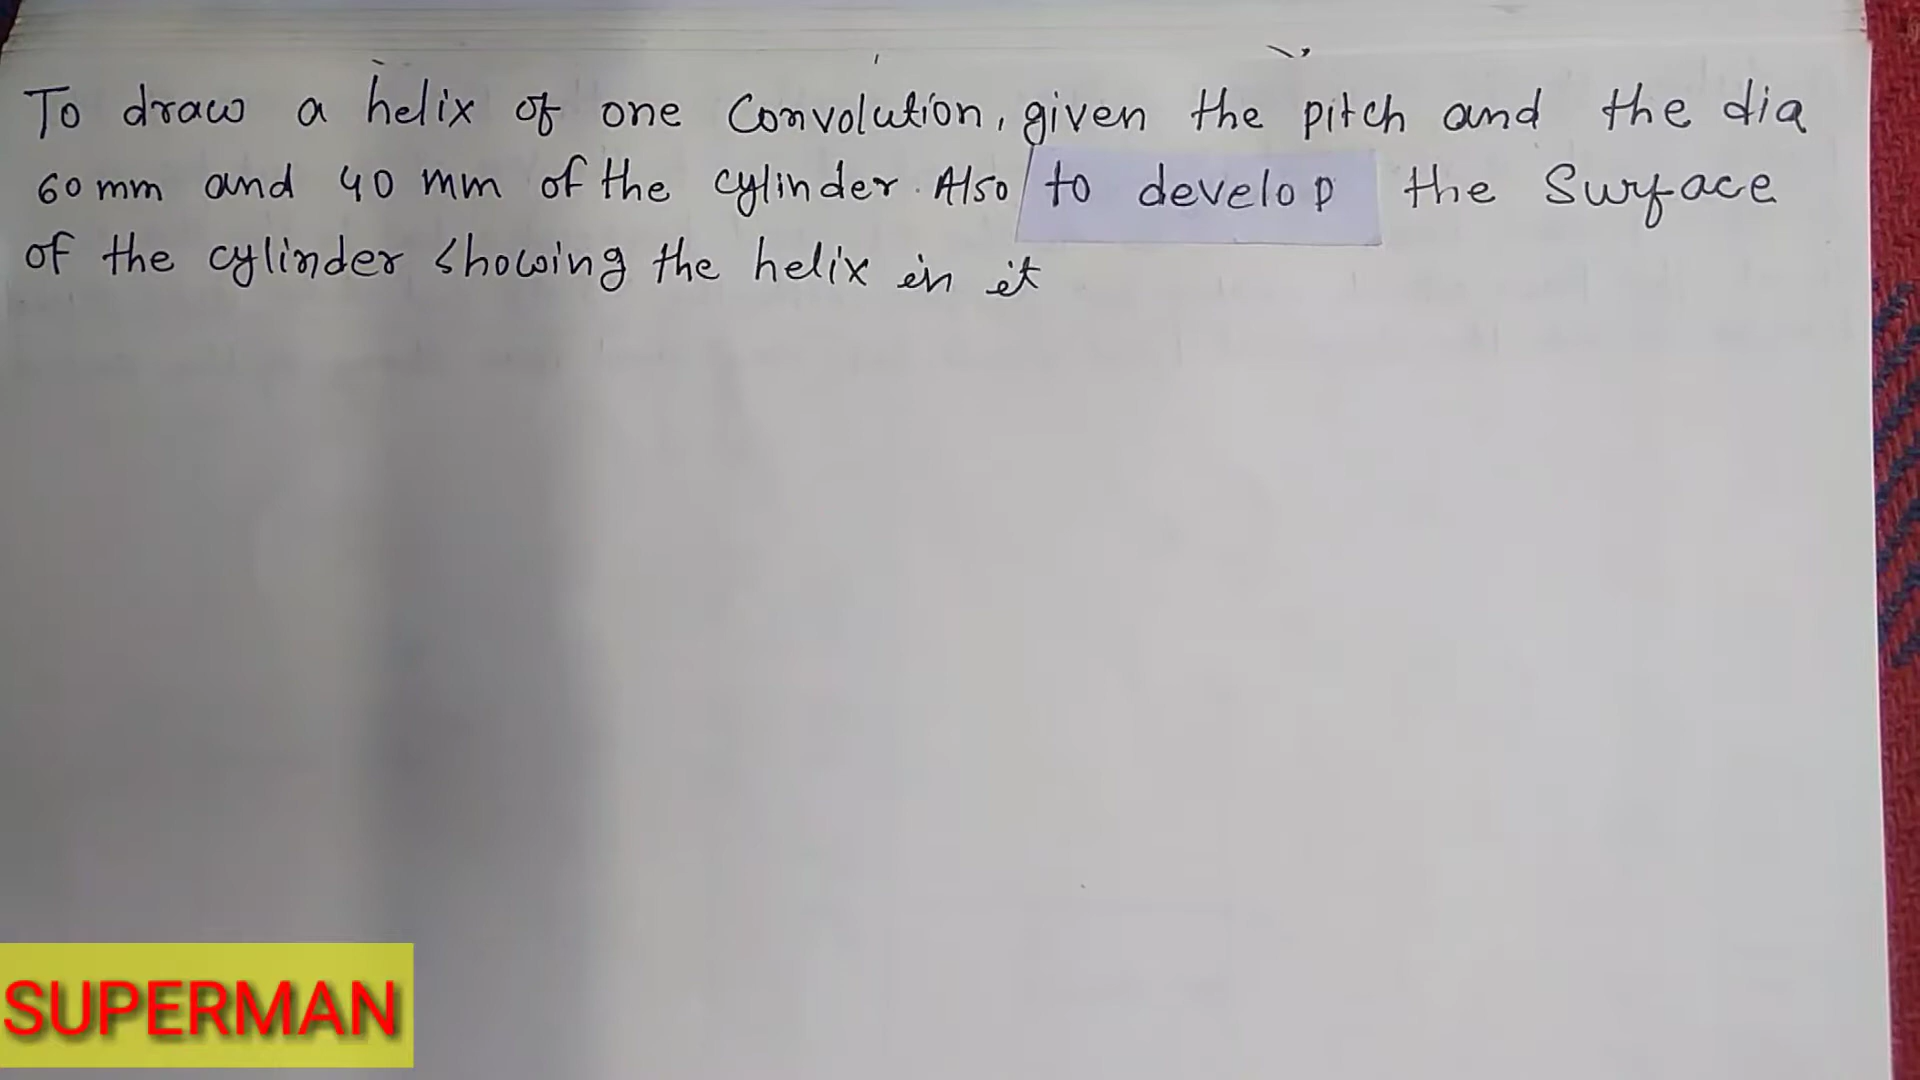 To draw a helix of one Convolution, given the pitch and the dia
60 mm and 40 mm of the cylinder. Also to develop the Surface
of the cylinder showing the helix in it
SUPERMAN